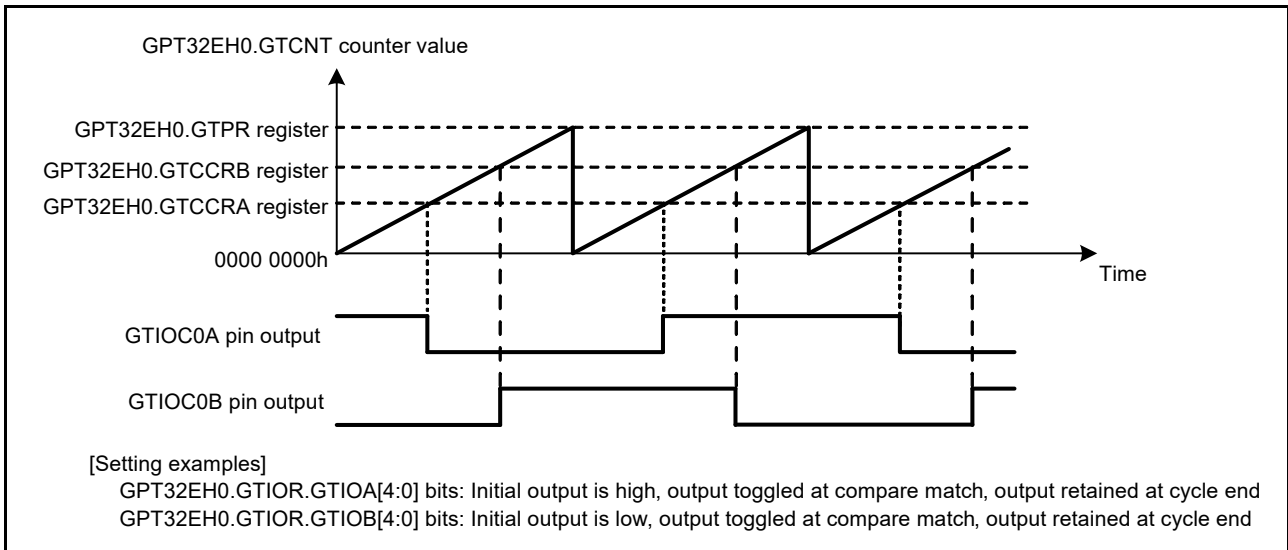 GPT32EH0.GTCNT counter value
GPT32EH0.GTPR register
GPT32EH0.GTCCRB register
GPT32EH0.GTCCRA register
0000 0000h
Time
GTIOC0A pin output
GTIOC0B pin output
[Setting examples]
GPT32EH0.GTIOR.GTIOA[4:0] bits: Initial output is high, output toggled at compare match, output retained at cycle end
GPT32EH0.GTIOR.GTIOB[4:0] bits: Initial output is low, output toggled at compare match, output retained at cycle end